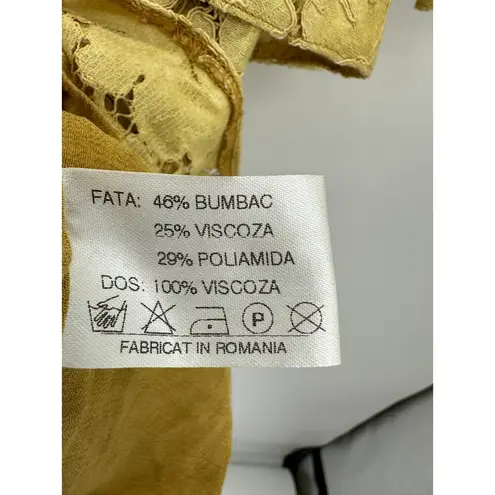 FATA: 46% BUMBAC
25% VISCOZA
29% POLIAMIDA
DOS: 100% VISCOZA
P
FABRICAT IN ROMANIA